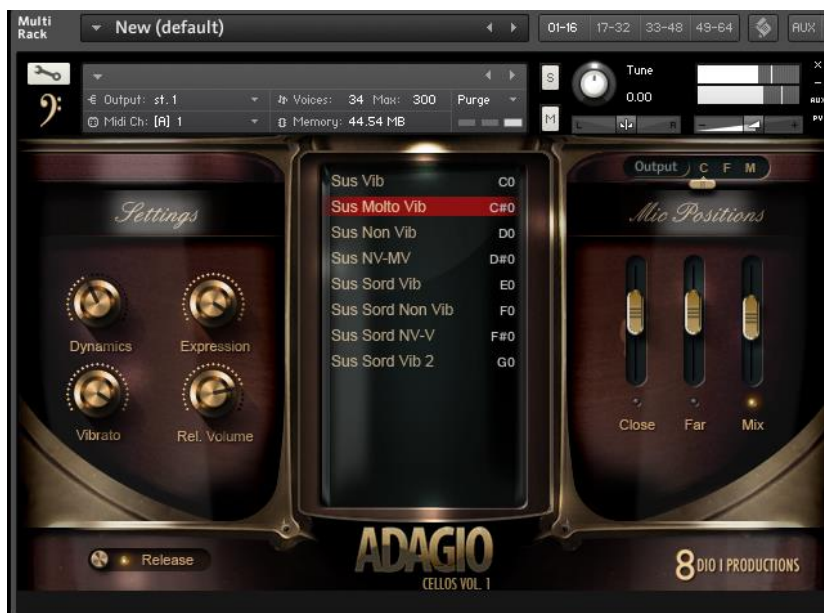 Multi Rack
New (default)
01-16 17-32 33-48 49-64 AUX
Output: st. 1
Voices: 34 Max: 300
Purge
Midi Ch: [A] 1
Memory: 44.54 MB
S
M
Tune
0.00
L R
- +
×
AUX
PV
Settings
Dynamics
Expression
Vibrato
Rel. Volume
Release
Sus Vib C0
Sus Molto Vib C#0
Sus Non Vib D0
Sus NV-MV D#0
Sus Sord Vib E0
Sus Sord Non Vib F0
Sus Sord NV-V F#0
Sus Sord Vib 2 G0
Output C F M
Mic Positions
Close Far Mix
ADAGIO
CELLOS VOL. 1
8DIO I PRODUCTIONS